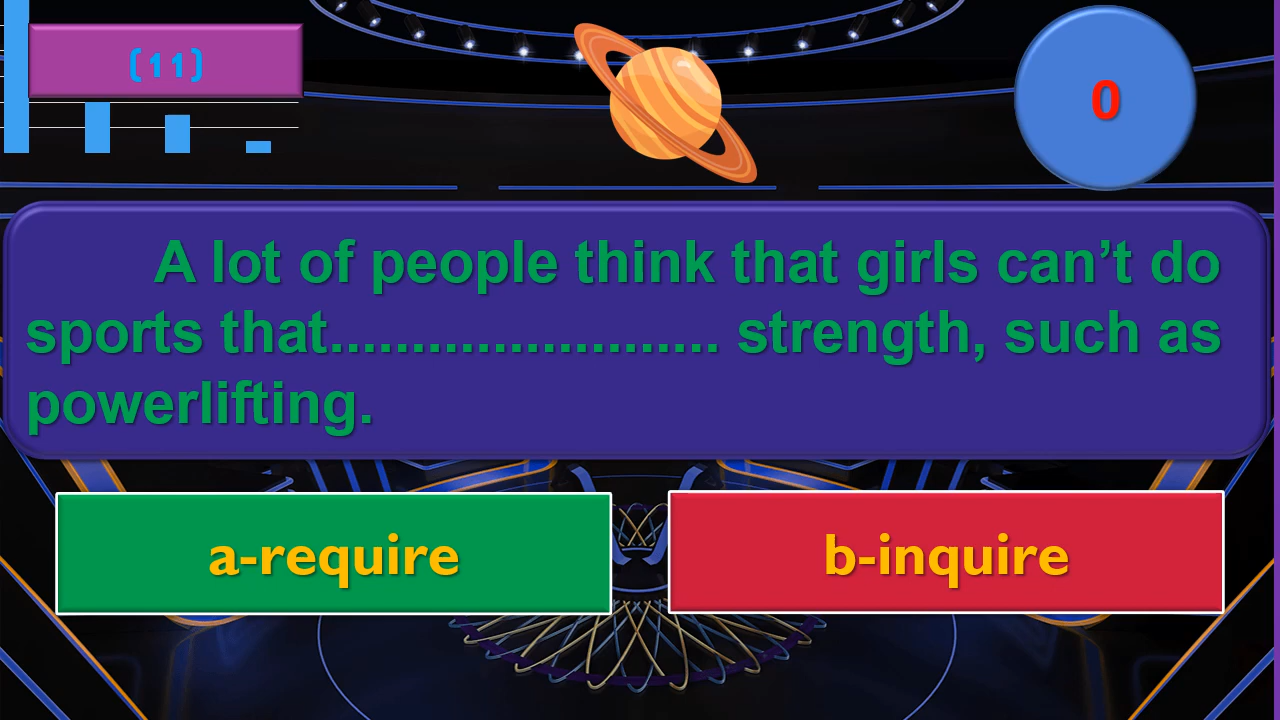 (11)
0
A lot of people think that girls can’t do
sports that........................ strength, such as
powerlifting.
a-require
b-inquire